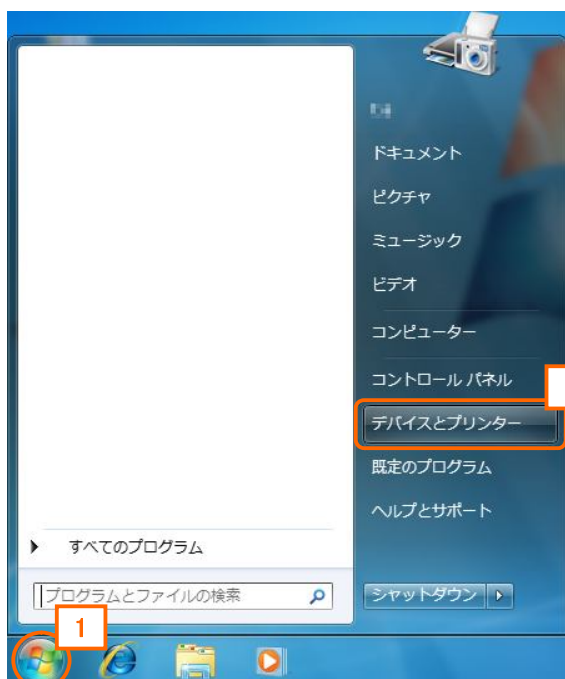 ドキュメント
ピクチャ
ミュージック
ビデオ
コンピューター
コントロール パネル
デバイスとプリンター
既定のプログラム
ヘルプとサポート
すべてのプログラム
プログラムとファイルの検索
シャットダウン
1